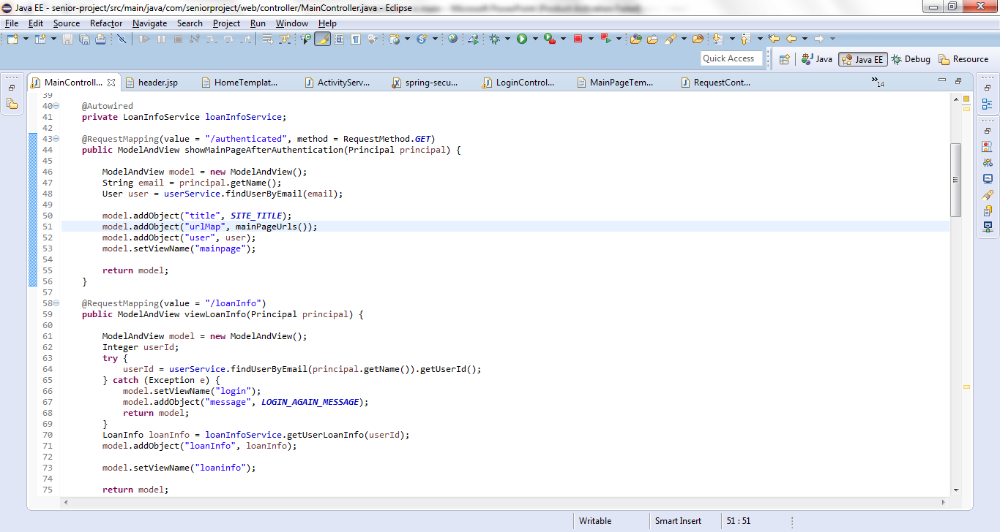 Java EE - senior-project/src/main/java/com/seniorproject/web/controller/MainController.java - Eclipse
File Edit Source Refactor Navigate Search Project Run Window Help
Quick Access Java Java EE Debug Resource
MainControll... header.jsp HomeTemplat... ActivityServ... spring-secu... LoginControl... MainPageTem... RequestCont... 14
39
40 @Autowired
41 private LoanInfoService loanInfoService;
42
43 @RequestMapping(value = "/authenticated", method = RequestMethod.GET)
44 public ModelAndView showMainPageAfterAuthentication(Principal principal) {
45
46 ModelAndView model = new ModelAndView();
47 String email = principal.getName();
48 User user = userService.findUserByEmail(email);
49
50 model.addObject("title", SITE_TITLE);
51 model.addObject("urlMap", mainPageUrls());
52 model.addObject("user", user);
53 model.setViewName("mainpage");
54
55 return model;
56 }
57
58 @RequestMapping(value = "/loanInfo")
59 public ModelAndView viewLoanInfo(Principal principal) {
60
61 ModelAndView model = new ModelAndView();
62 Integer userId;
63 try {
64 userId = userService.findUserByEmail(principal.getName()).getUserId();
65 } catch (Exception e) {
66 model.setViewName("login");
67 model.addObject("message", LOGIN_AGAIN_MESSAGE);
68 return model;
69 }
70 LoanInfo loanInfo = loanInfoService.getUserLoanInfo(userId);
71 model.addObject("loanInfo", loanInfo);
72
73 model.setViewName("loaninfo");
74
75 return model;
Writable Smart Insert 51 : 51